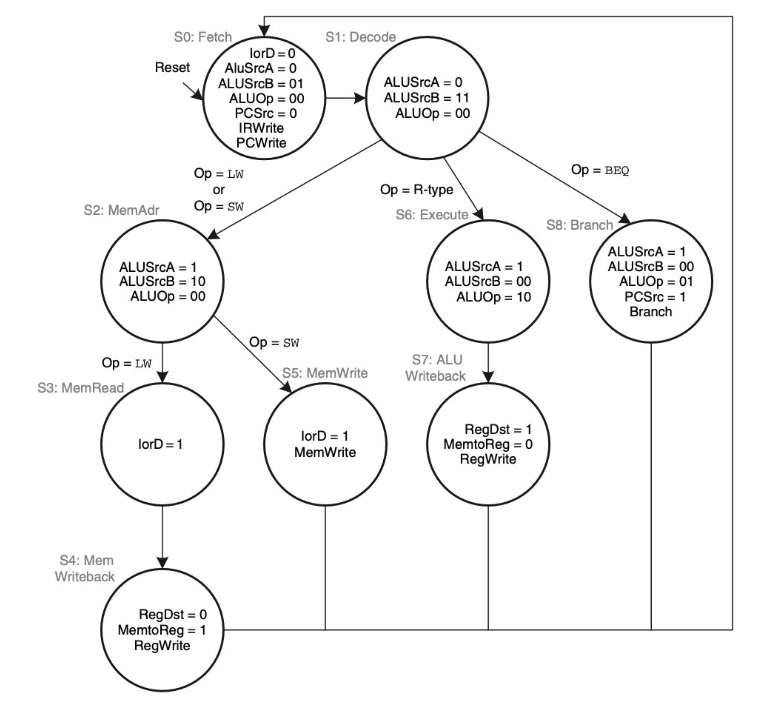 S0: Fetch
S1: Decode
Reset
IorD = 0
AluSrcA = 0
ALUSrcB = 01
ALUOp = 00
PCSrc = 0
IRWrite
PCWrite
ALUSrcA = 0
ALUSrcB = 11
ALUOp = 00
Op = LW
or
Op = SW
Op = R-type
Op = BEQ
S2: MemAdr
S6: Execute
S8: Branch
ALUSrcA = 1
ALUSrcB = 10
ALUOp = 00
ALUSrcA = 1
ALUSrcB = 00
ALUOp = 10
ALUSrcA = 1
ALUSrcB = 00
ALUOp = 01
PCSrc = 1
Branch
Op = LW
Op = SW
S3: MemRead
S5: MemWrite
S7: ALU
Writeback
IorD = 1
IorD = 1
MemWrite
RegDst = 1
MemtoReg = 0
RegWrite
S4: Mem
Writeback
RegDst = 0
MemtoReg = 1
RegWrite